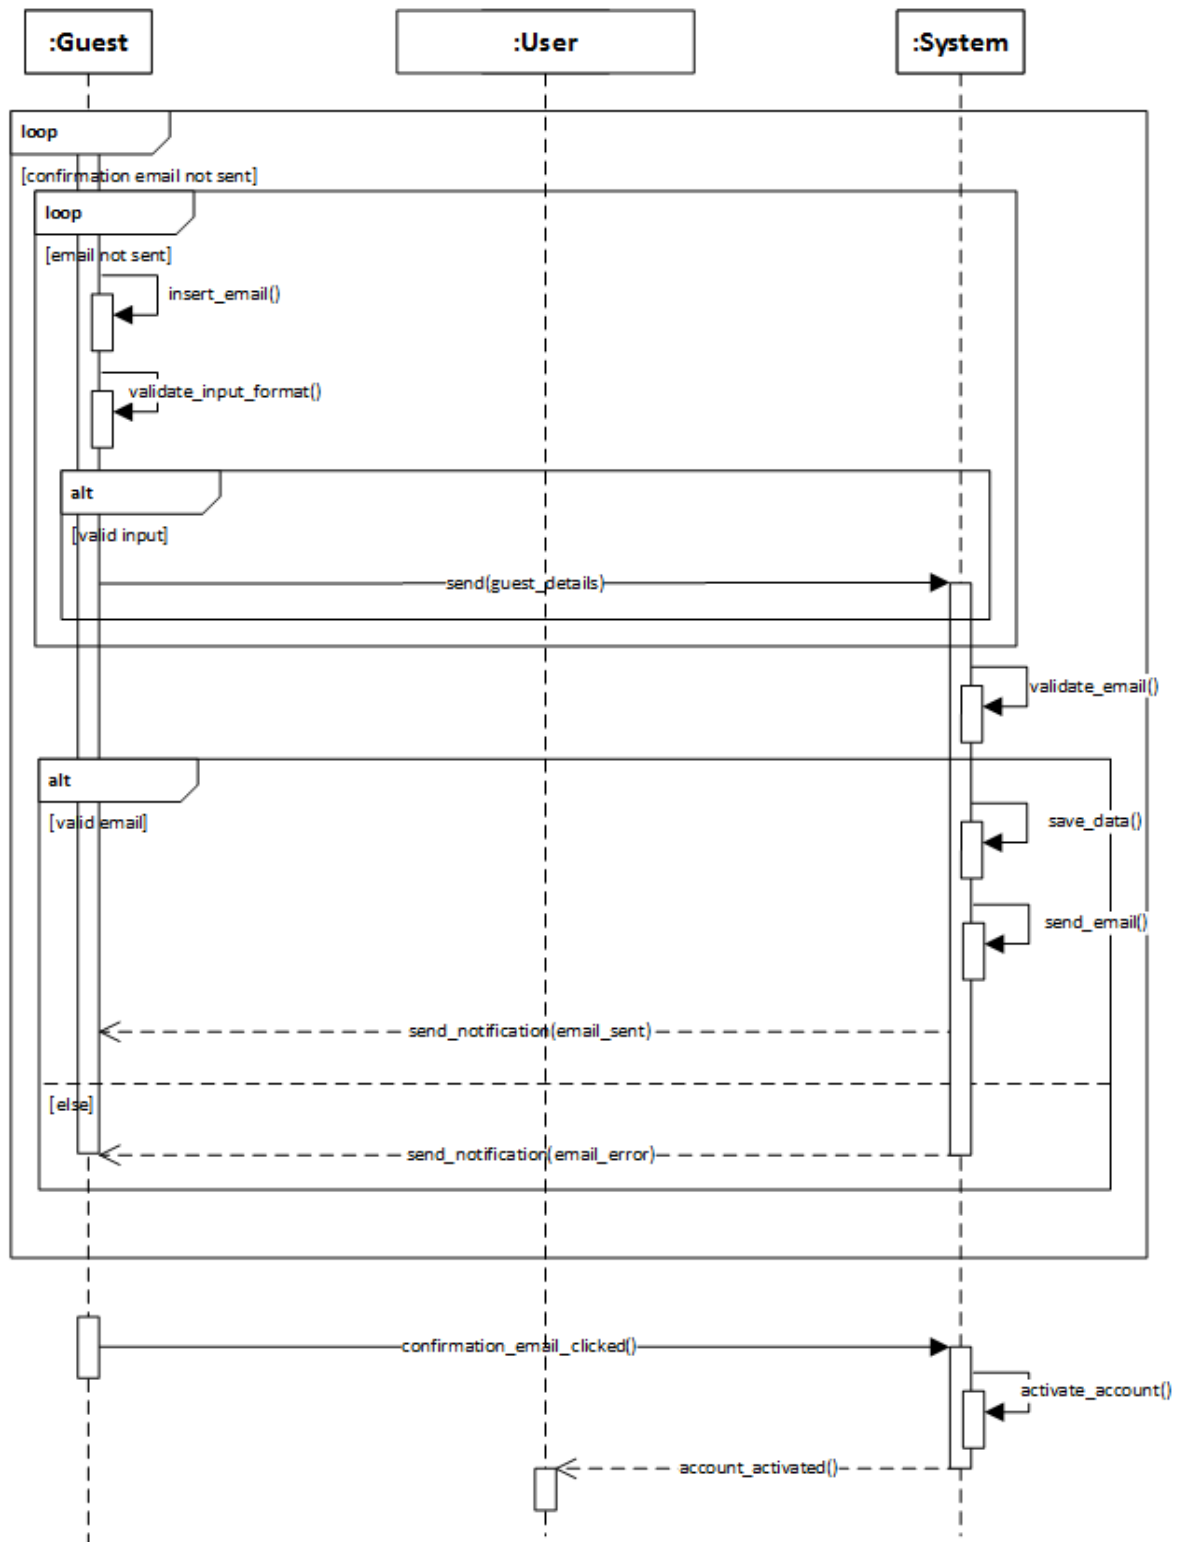 :Guest
:User
:System
loop
[confirmation email not sent]
loop
[email not sent]
insert_email()
validate_input_format()
alt
[valid input]
send(guest_details)
validate_email()
alt
[valid email]
save_data()
send_email()
send_notification(email_sent)
[else]
send_notification(email_error)
confirmation_email_clicked()
activate_account()
account_activated()